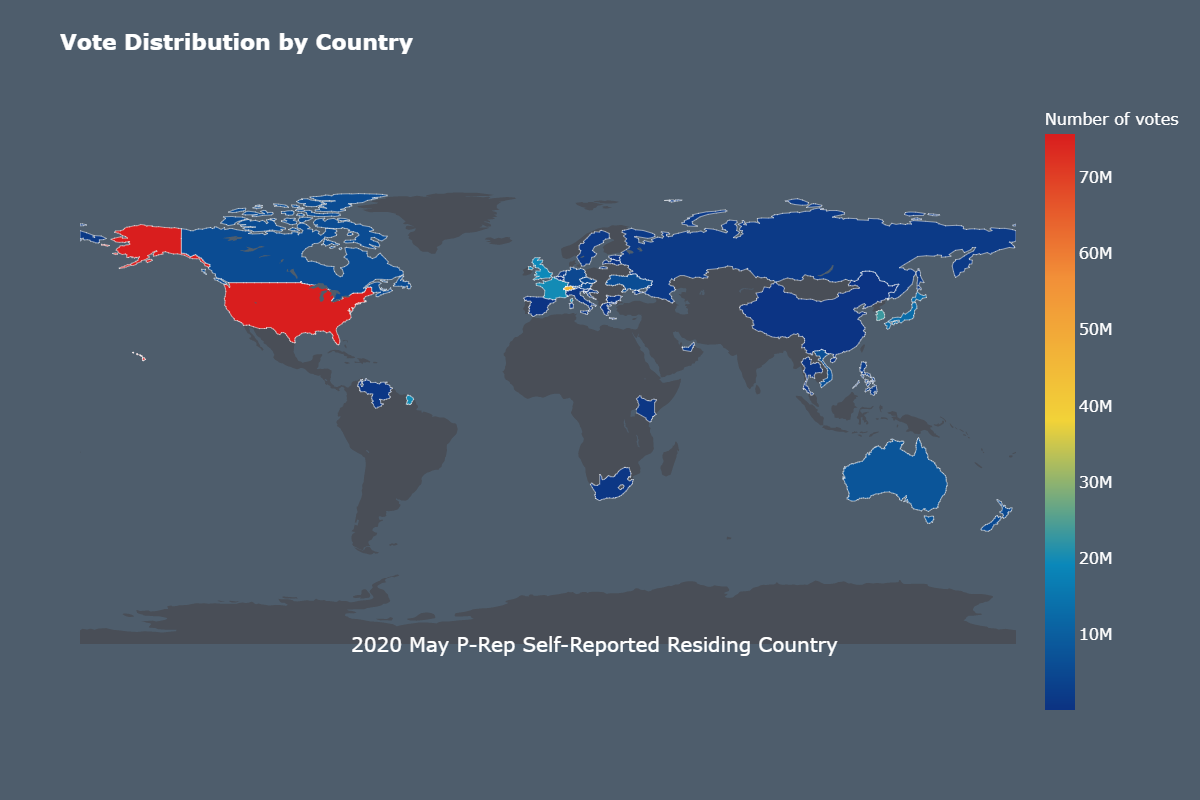 Vote Distribution by Country
Number of votes
70M
60M
50M
40M
30M
20M
10M
2020 May P-Rep Self-Reported Residing Country